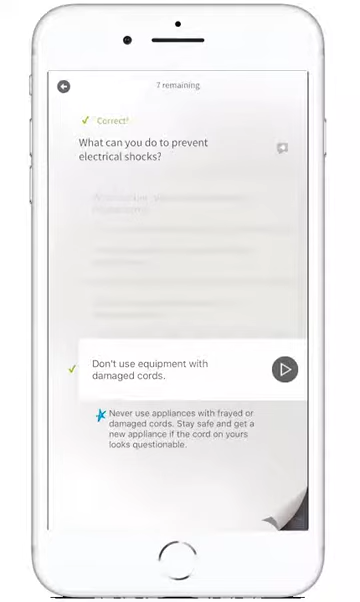 7 remaining
Correct!
What can you do to prevent
electrical shocks?
Don't use equipment with
damaged cords.
Never use appliances with frayed or
damaged cords. Stay safe and get a
new appliance if the cord on yours
looks questionable.